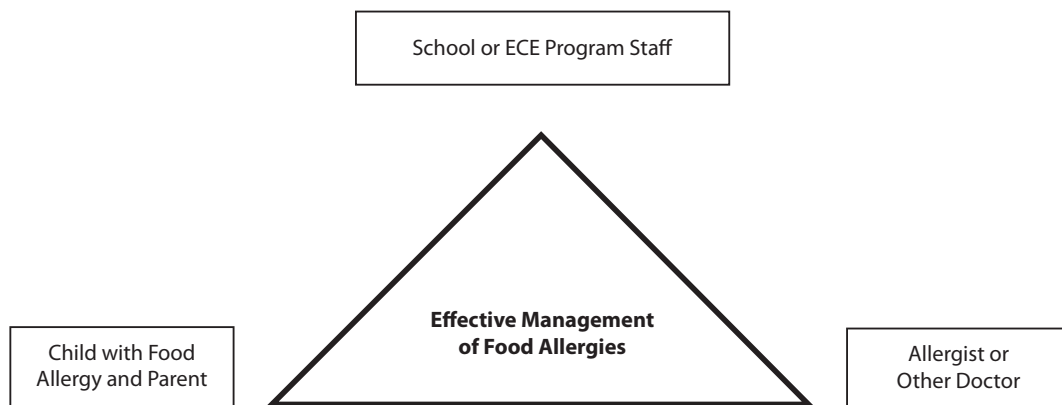 School or ECE Program Staff
Effective Management
of Food Allergies
Child with Food
Allergy and Parent
Allergist or
Other Doctor